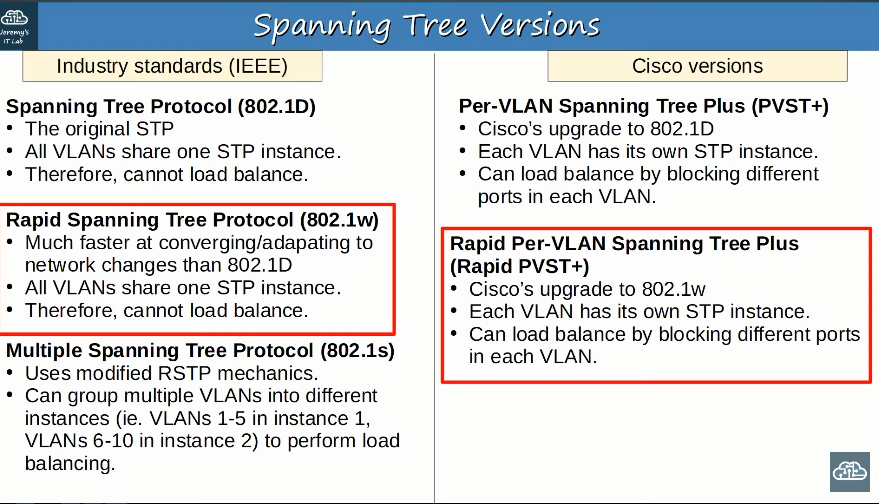 Jeremy's
IT Lab
Spanning Tree Versions
Industry standards (IEEE)
Spanning Tree Protocol (802.1D)
• The original STP
• All VLANs share one STP instance.
• Therefore, cannot load balance.
Rapid Spanning Tree Protocol (802.1w)
• Much faster at converging/adapating to
network changes than 802.1D
• All VLANs share one STP instance.
• Therefore, cannot load balance.
Multiple Spanning Tree Protocol (802.1s)
• Uses modified RSTP mechanics.
• Can group multiple VLANs into different
instances (ie. VLANs 1-5 in instance 1,
VLANs 6-10 in instance 2) to perform load
balancing.
Cisco versions
Per-VLAN Spanning Tree Plus (PVST+)
• Cisco's upgrade to 802.1D
• Each VLAN has its own STP instance.
• Can load balance by blocking different
ports in each VLAN.
Rapid Per-VLAN Spanning Tree Plus
(Rapid PVST+)
• Cisco's upgrade to 802.1w
• Each VLAN has its own STP instance.
• Can load balance by blocking different ports
in each VLAN.